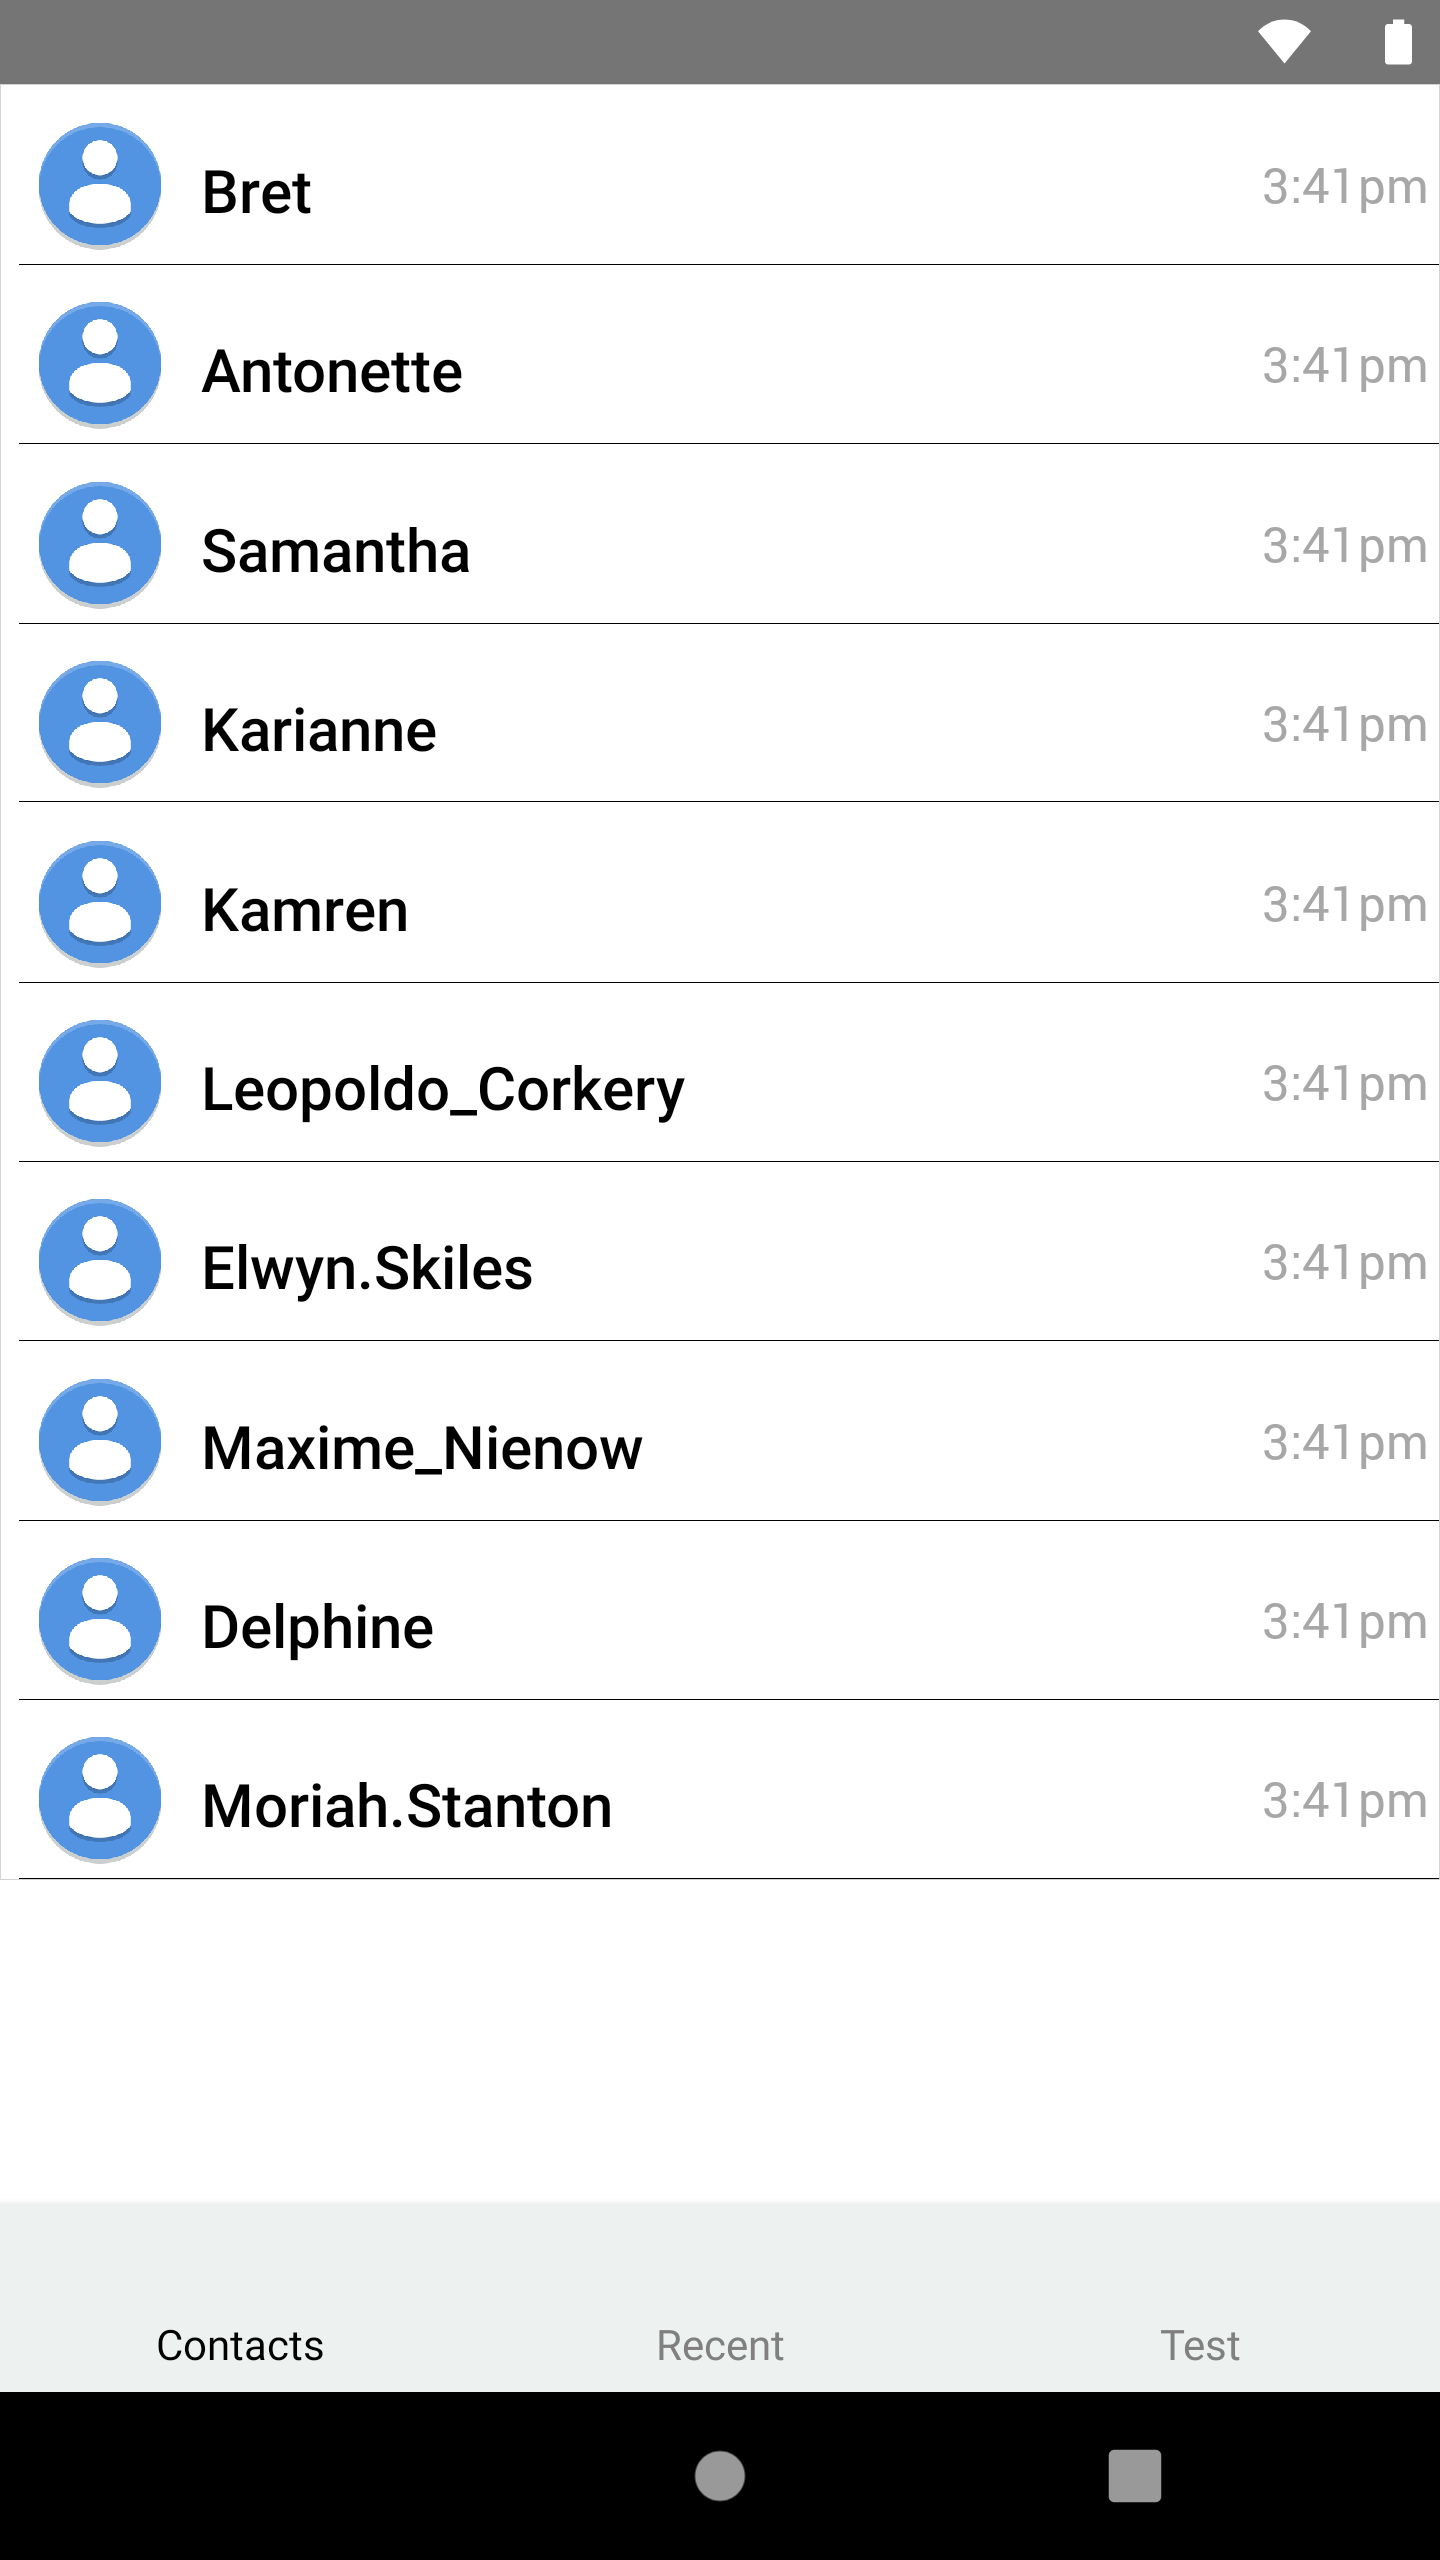 Bret 3:41pm
Antonette 3:41pm
Samantha 3:41pm
Karianne 3:41pm
Kamren 3:41pm
Leopoldo_Corkery 3:41pm
Elwyn.Skiles 3:41pm
Maxime_Nienow 3:41pm
Delphine 3:41pm
Moriah.Stanton 3:41pm
Contacts Recent Test